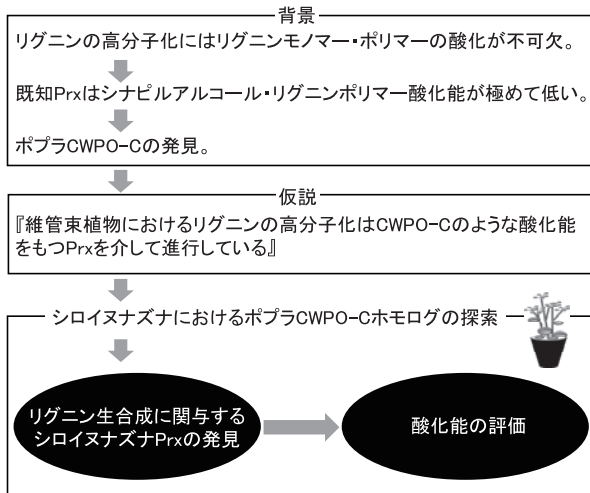 背景
リグニンの高分子化にはリグニンモノマー・ポリマーの酸化が不可欠。
既知Prxはシナピルアルコール・リグニンポリマー酸化能が極めて低い。
ポプラCWPO-Cの発見。
仮説
『維管束植物におけるリグニンの高分子化はCWPO-Cのような酸化能
をもつPrxを介して進行している』
シロイヌナズナにおけるポプラCWPO-Cホモログの探索
リグニン生合成に関与する
シロイヌナズナPrxの発見
酸化能の評価